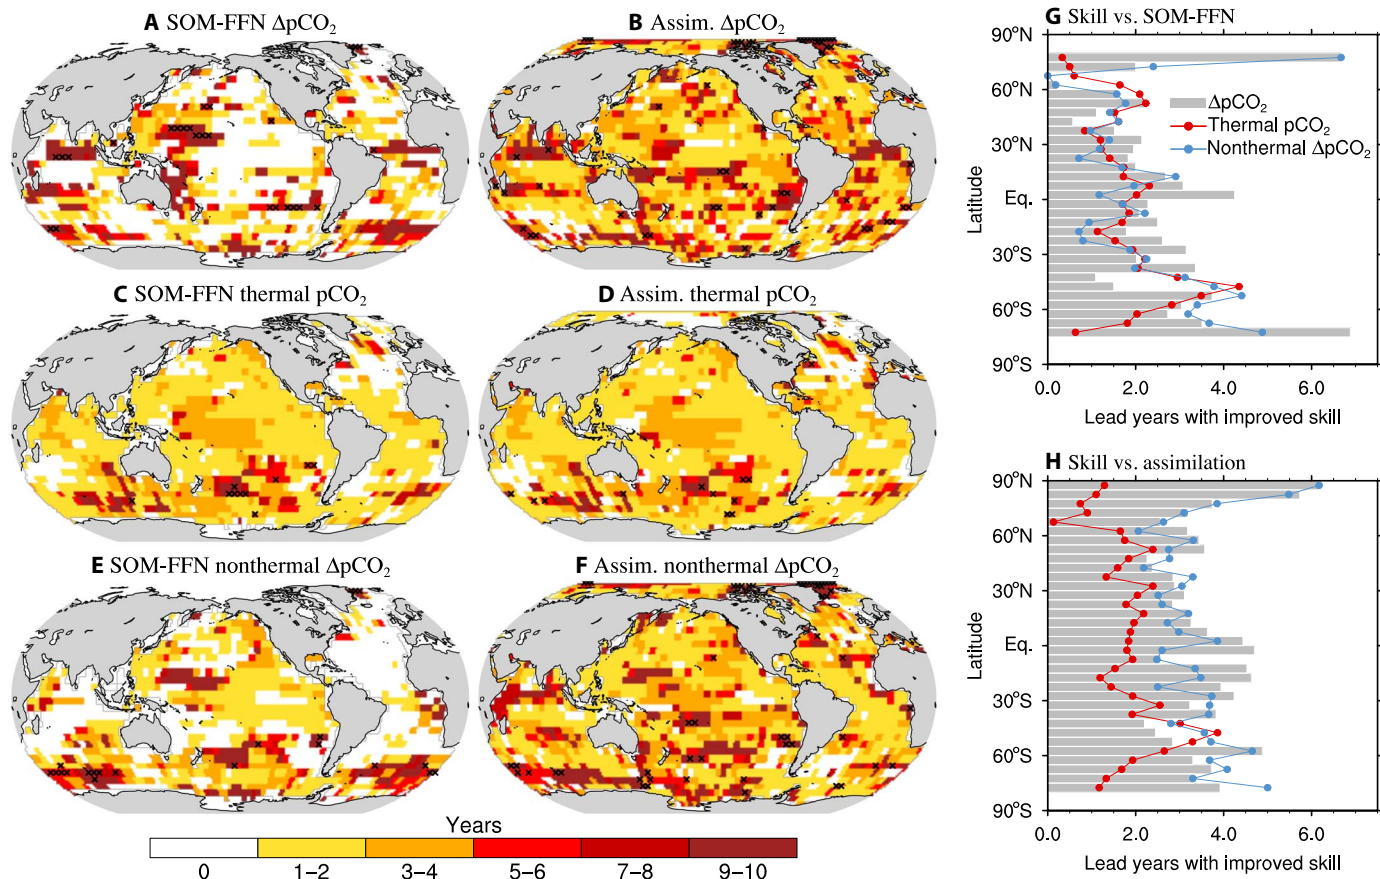 A SOM-FFN ΔpCO₂
B Assim. ΔpCO₂
C SOM-FFN thermal pCO₂
D Assim. thermal pCO₂
E SOM-FFN nonthermal ΔpCO₂
F Assim. nonthermal ΔpCO₂
Years
0 1–2 3–4 5–6 7–8 9–10
G Skill vs. SOM-FFN
90°N
60°N
30°N
Eq.
30°S
60°S
90°S
Latitude
ΔpCO₂
Thermal pCO₂
Nonthermal ΔpCO₂
0.0 2.0 4.0 6.0
Lead years with improved skill
H Skill vs. assimilation
90°N
60°N
30°N
Eq.
30°S
60°S
90°S
Latitude
0.0 2.0 4.0 6.0
Lead years with improved skill